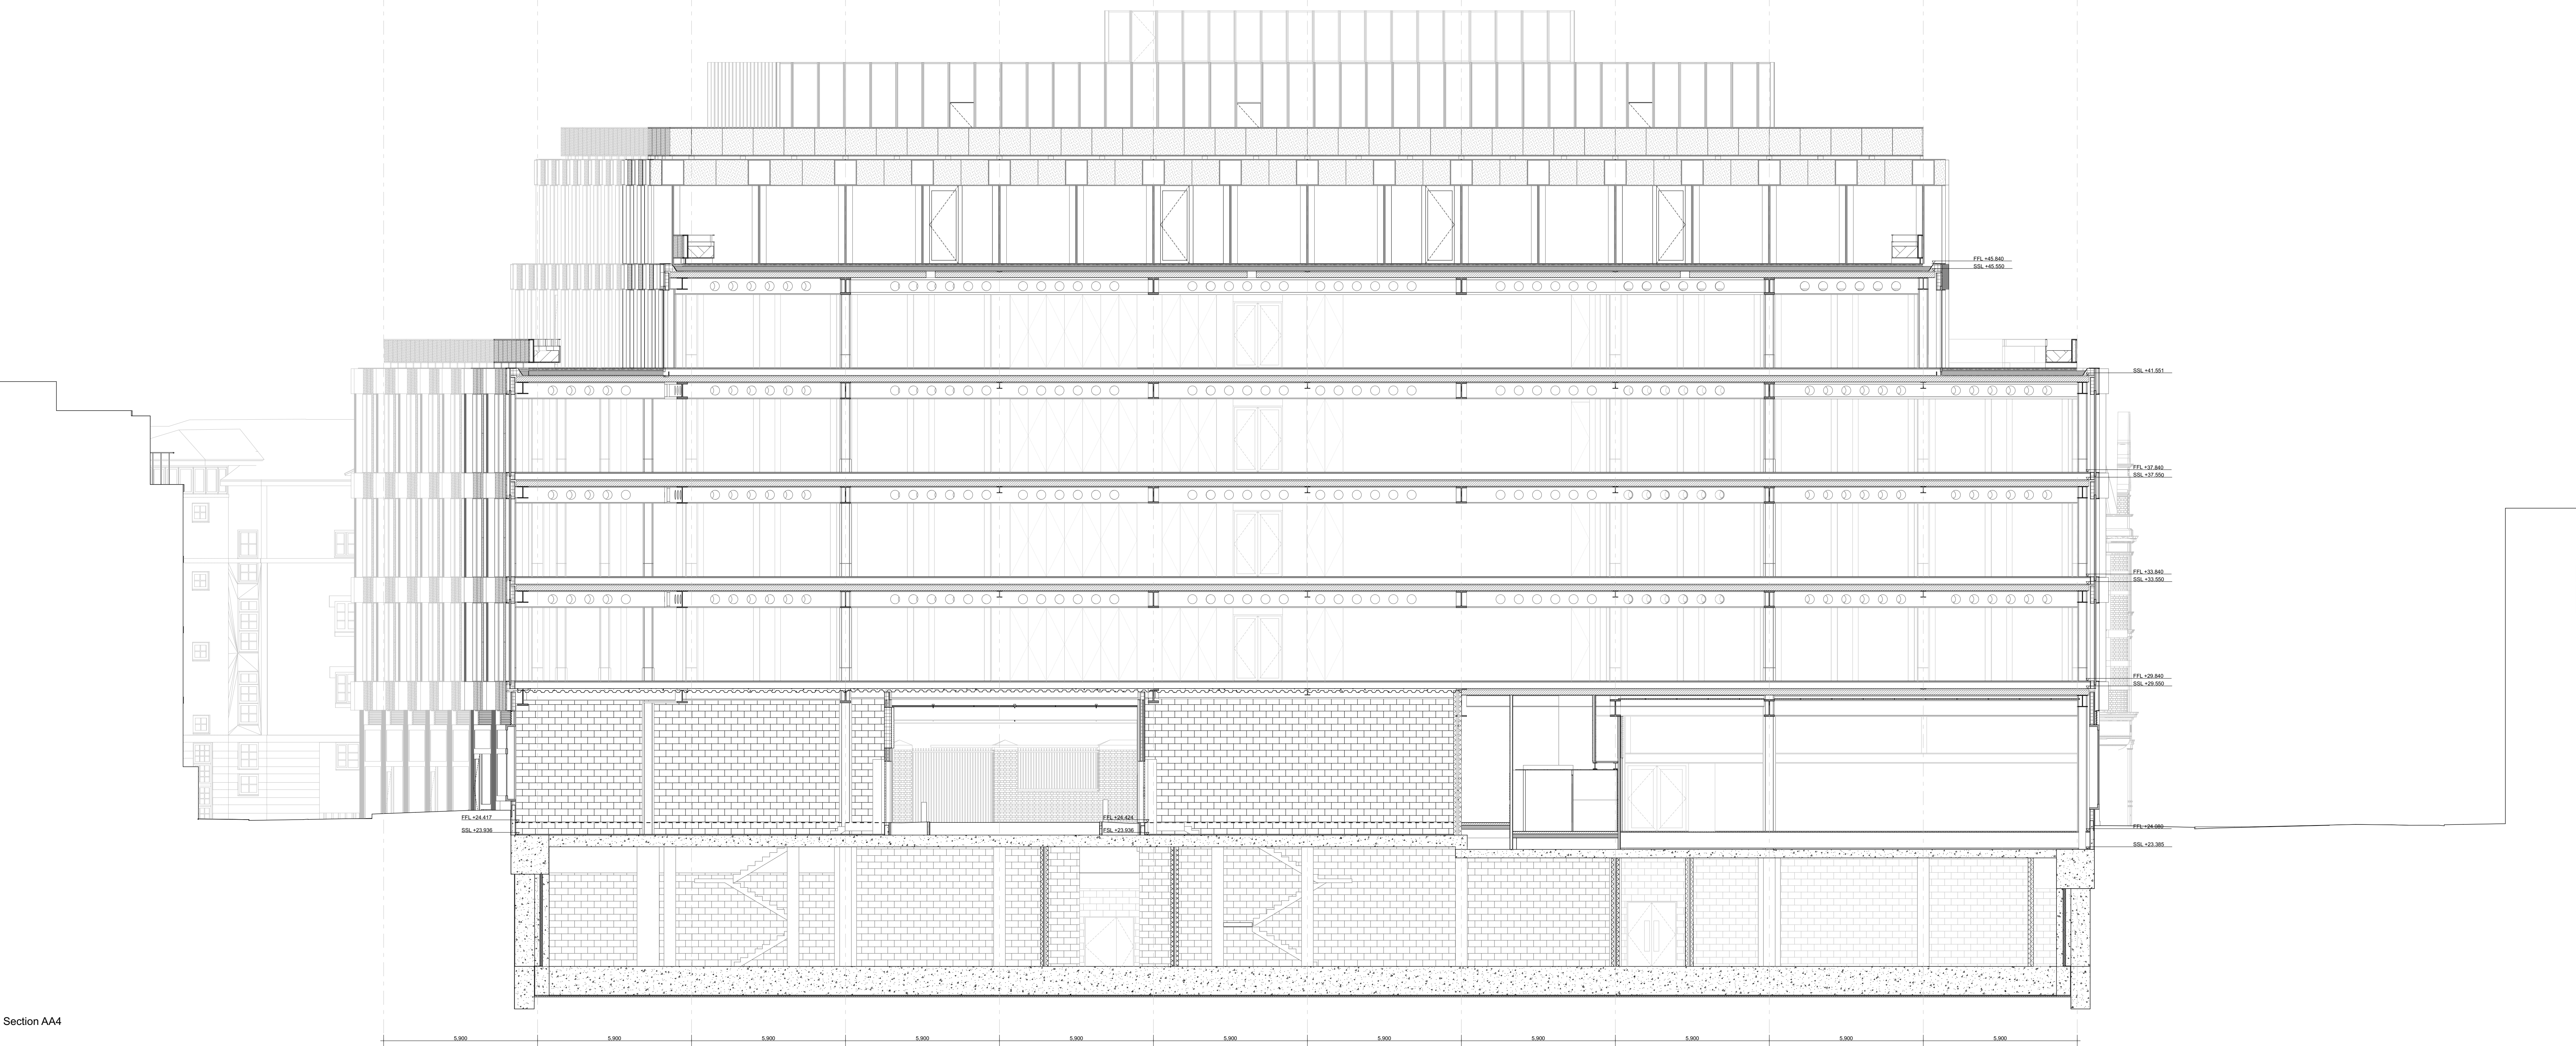 FFL +45.840
SSL +45.550
SSL +41.551
FFL +37.840
SSL +37.550
FFL +33.840
SSL +33.550
FFL +29.840
SSL +29.550
FFL +24.417
FFL +24.424
FFL +24.080
SSL +23.936
FSL +23.936
SSL +23.385
Section AA4
5,900 5,900 5,900 5,900 5,900 5,900 5,900 5,900 5,900 5,900 5,900